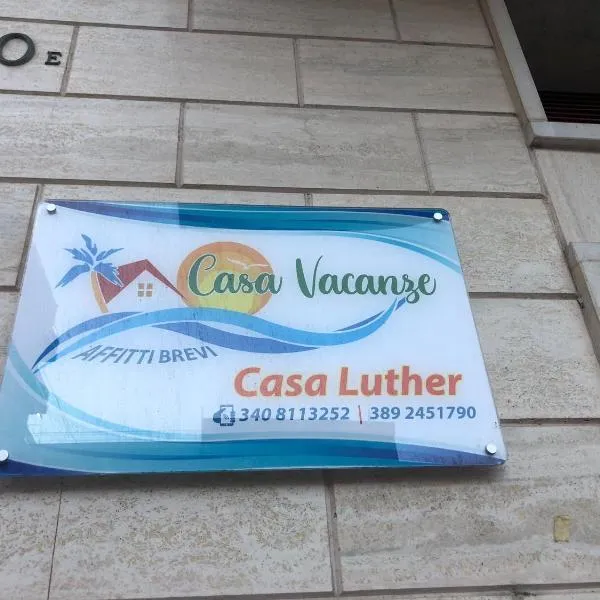 O E
Casa Vacanze
AFFITTI BREVI
Casa Luther
340 8113252 | 389 2451790